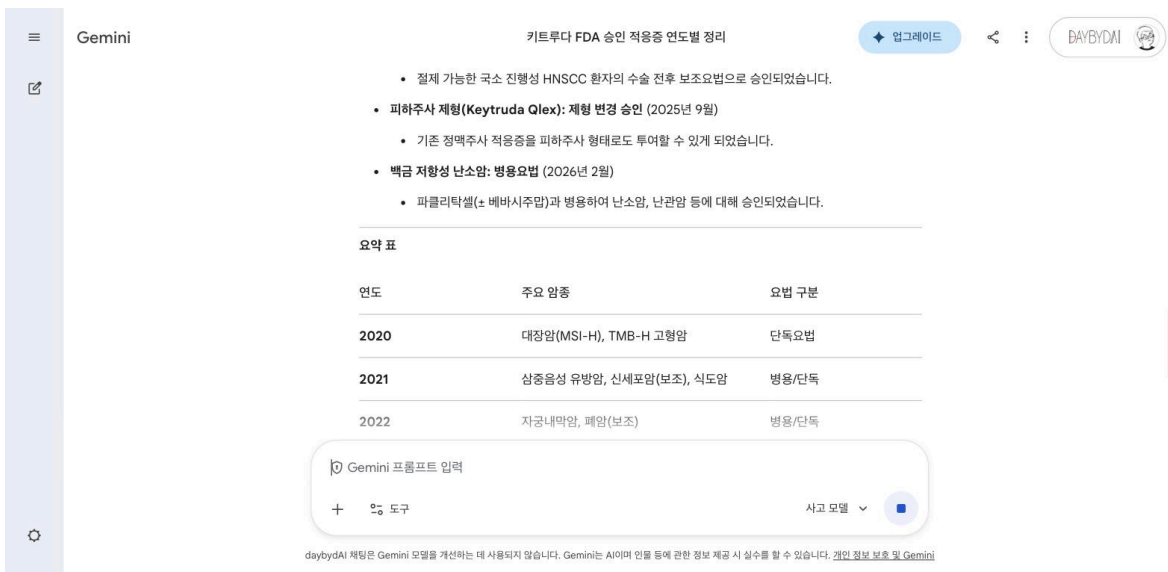 Gemini
키트루다 FDA 승인 적응증 연도별 정리
업그레이드
DAYBYDAI
절제 가능한 국소 진행성 HNSCC 환자의 수술 전후 보조요법으로 승인되었습니다.
피하주사 제형(Keytruda Qlex): 제형 변경 승인 (2025년 9월)
기존 정맥주사 적응증을 피하주사 형태로도 투여할 수 있게 되었습니다.
백금 저항성 난소암: 병용요법 (2026년 2월)
파클리탁셀(± 베바시주맙)과 병용하여 난소암, 난관암 등에 대해 승인되었습니다.
요약 표
연도 주요 암종 요법 구분
2020 대장암(MSI-H), TMB-H 고형암 단독요법
2021 삼중음성 유방암, 신세포암(보조), 식도암 병용/단독
2022 자궁내막암, 폐암(보조) 병용/단독
Gemini 프롬프트 입력
도구
사고 모델
daybydAI 채팅은 Gemini 모델을 개선하는 데 사용되지 않습니다. Gemini는 AI이며 인물 등에 관한 정보 제공 시 실수를 할 수 있습니다. 개인 정보 보호 및 Gemini